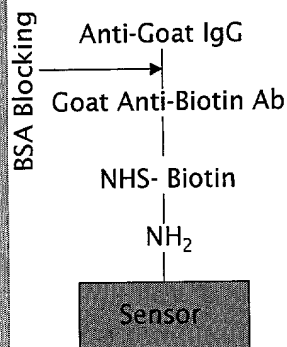 BSA Blocking
Anti-Goat IgG
Goat Anti-Biotin Ab
NHS- Biotin
NH₂
Sensor